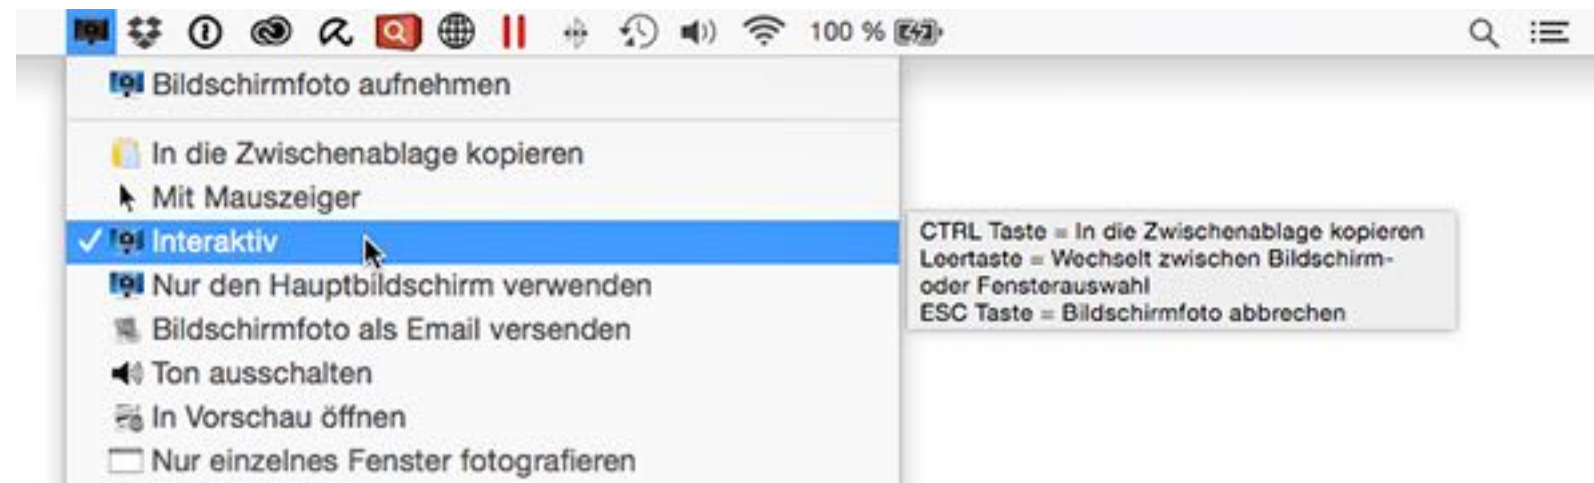 100 %
Bildschirmfoto aufnehmen
In die Zwischenablage kopieren
Mit Mauszeiger
Interaktiv
Nur den Hauptbildschirm verwenden
Bildschirmfoto als Email versenden
Ton ausschalten
In Vorschau öffnen
Nur einzelnes Fenster fotografieren
CTRL Taste = In die Zwischenablage kopieren
Leertaste = Wechselt zwischen Bildschirm-
oder Fensterauswahl
ESC Taste = Bildschirmfoto abbrechen